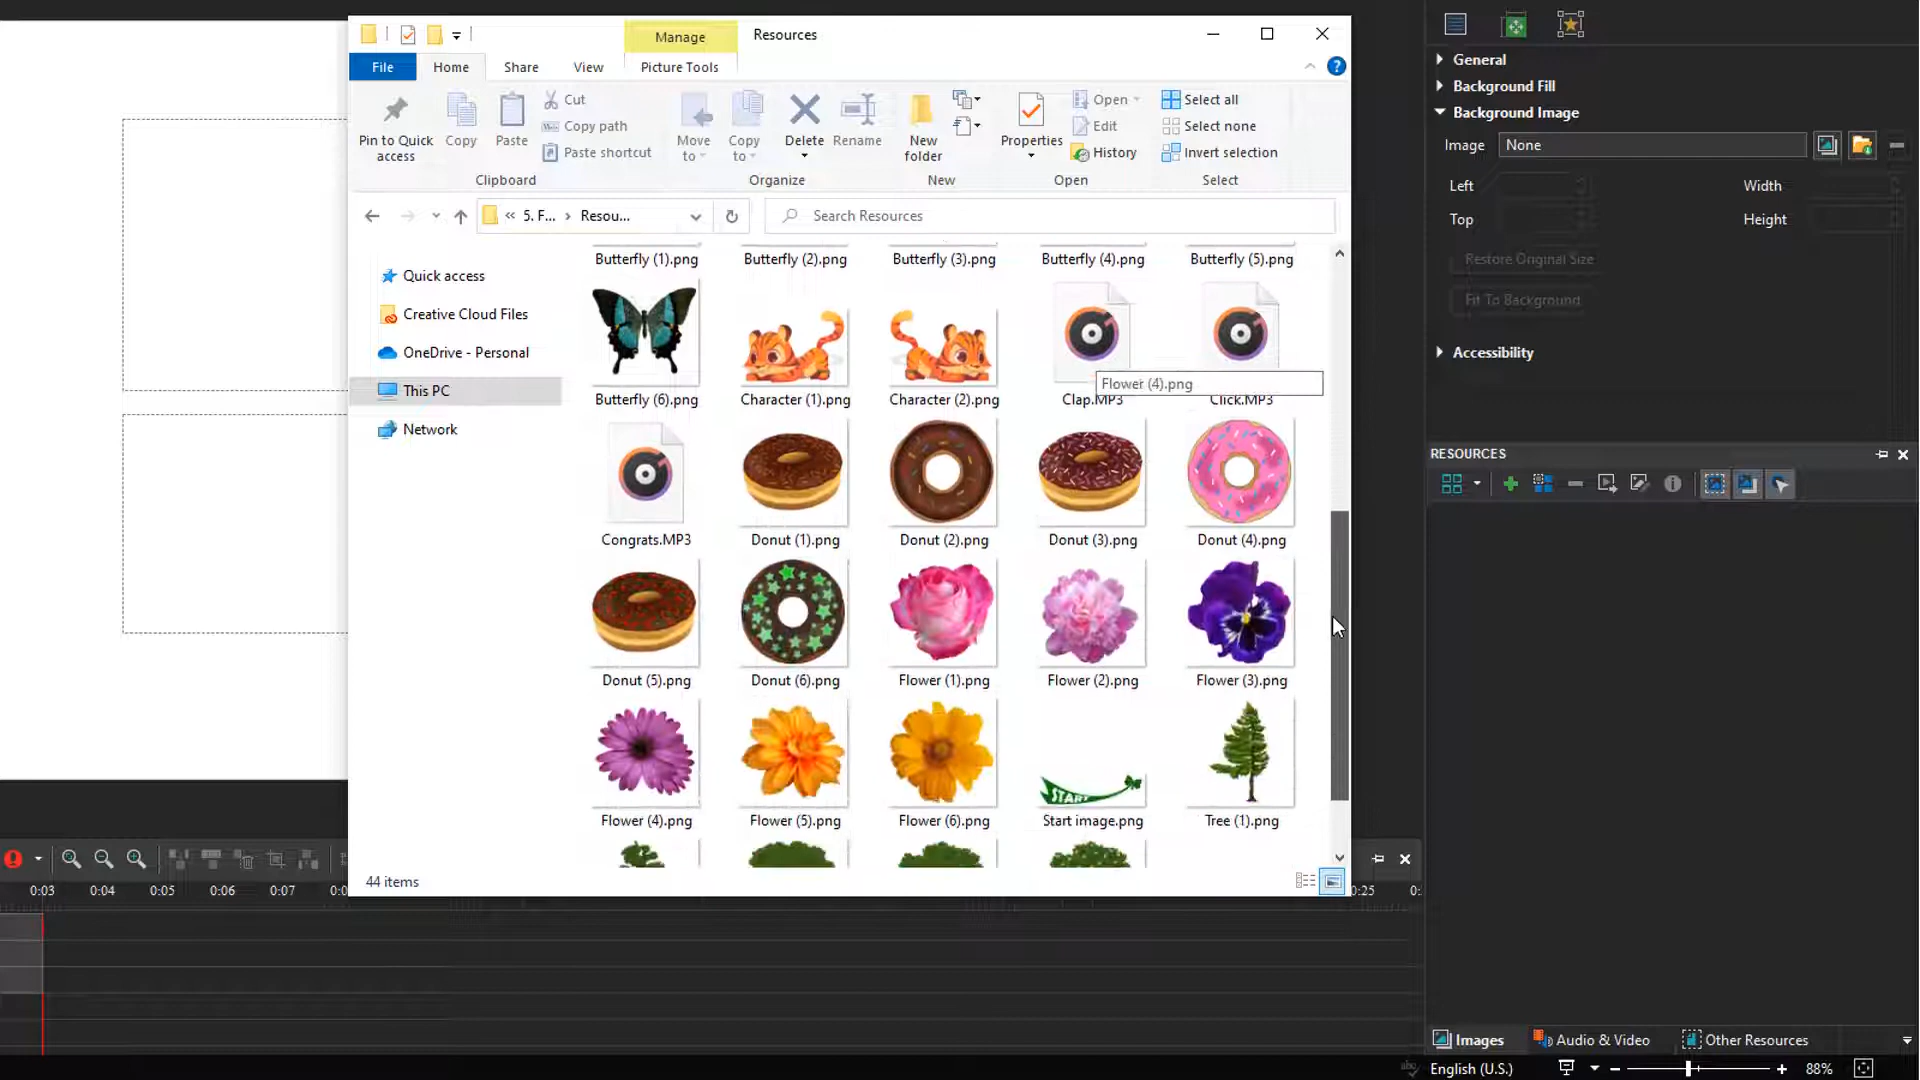 Manage
Resources
File
Home
Share
View
Picture Tools
Pin to Quick access
Copy
Paste
Cut
Copy path
Paste shortcut
Move to
Copy to
Delete
Rename
New folder
Properties
Open
Edit
History
Select all
Select none
Invert selection
Clipboard
Organize
New
Open
Select
« 5. F... › Resou...
Search Resources
Quick access
Creative Cloud Files
OneDrive - Personal
This PC
Network
Butterfly (1).png
Butterfly (2).png
Butterfly (3).png
Butterfly (4).png
Butterfly (5).png
Butterfly (6).png
Character (1).png
Character (2).png
Clap.MP3
Click.MP3
Flower (4).png
Congrats.MP3
Donut (1).png
Donut (2).png
Donut (3).png
Donut (4).png
Donut (5).png
Donut (6).png
Flower (1).png
Flower (2).png
Flower (3).png
START
Flower (4).png
Flower (5).png
Flower (6).png
Start image.png
Tree (1).png
44 items
General
Background Fill
Background Image
Image
None
Left
Width
Top
Height
Restore Original Size
Fit To Background
Accessibility
RESOURCES
Images
Audio & Video
Other Resources
0:03
0:04
0:05
0:06
0:07
0:25
English (U.S.)
88%